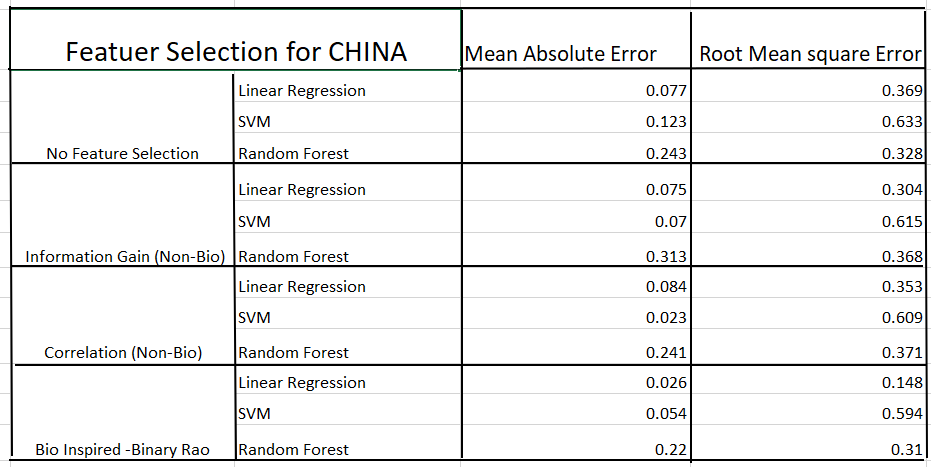 Featuer Selection for CHINA Mean Absolute Error Root Mean square Error
Linear Regression 0.077 0.369
SVM 0.123 0.633
No Feature Selection Random Forest 0.243 0.328
Linear Regression 0.075 0.304
SVM 0.07 0.615
Information Gain (Non-Bio) Random Forest 0.313 0.368
Linear Regression 0.084 0.353
SVM 0.023 0.609
Correlation (Non-Bio) Random Forest 0.241 0.371
Linear Regression 0.026 0.148
SVM 0.054 0.594
Bio Inspired -Binary Rao Random Forest 0.22 0.31